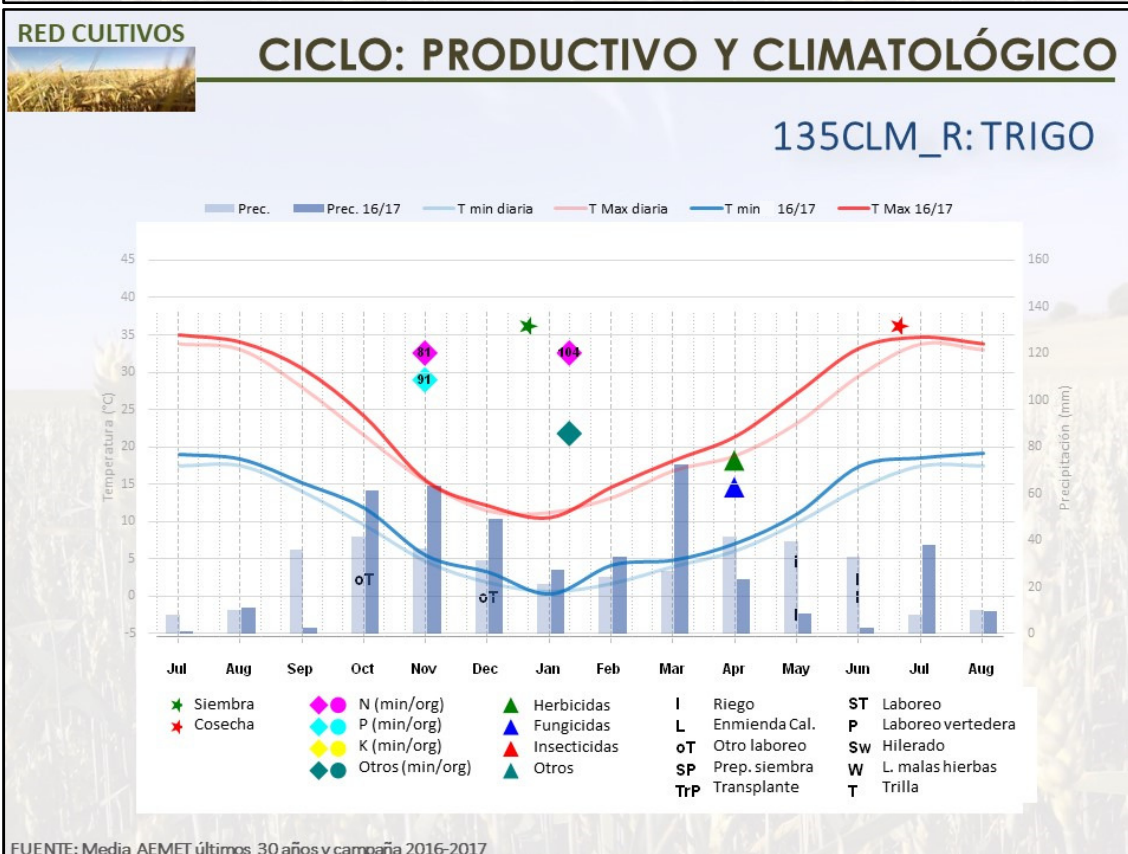 RED CULTIVOS
CICLO: PRODUCTIVO Y CLIMATOLÓGICO
135CLM_R: TRIGO
Prec. Prec. 16/17 T min diaria T Max diaria T min 16/17 T Max 16/17
Temperatura (°C)
45
40
35
30
25
20
15
10
5
0
-5
160
140
120
100
80
60
40
20
0
Precipitación (mm)
81
104
91
oT
oT
i
I
I
i
Jul Aug Sep Oct Nov Dec Jan Feb Mar Apr May Jun Jul Aug
Siembra
Cosecha
N (min/org)
P (min/org)
K (min/org)
Otros (min/org)
Herbicidas
Fungicidas
Insecticidas
Otros
I Riego
L Enmienda Cal.
oT Otro laboreo
SP Prep. siembra
TrP Transplante
ST Laboreo
P Laboreo vertedera
Sw Hilerado
W L. malas hierbas
T Trilla
FUENTE: Media AEMET últimos 30 años y campaña 2016-2017